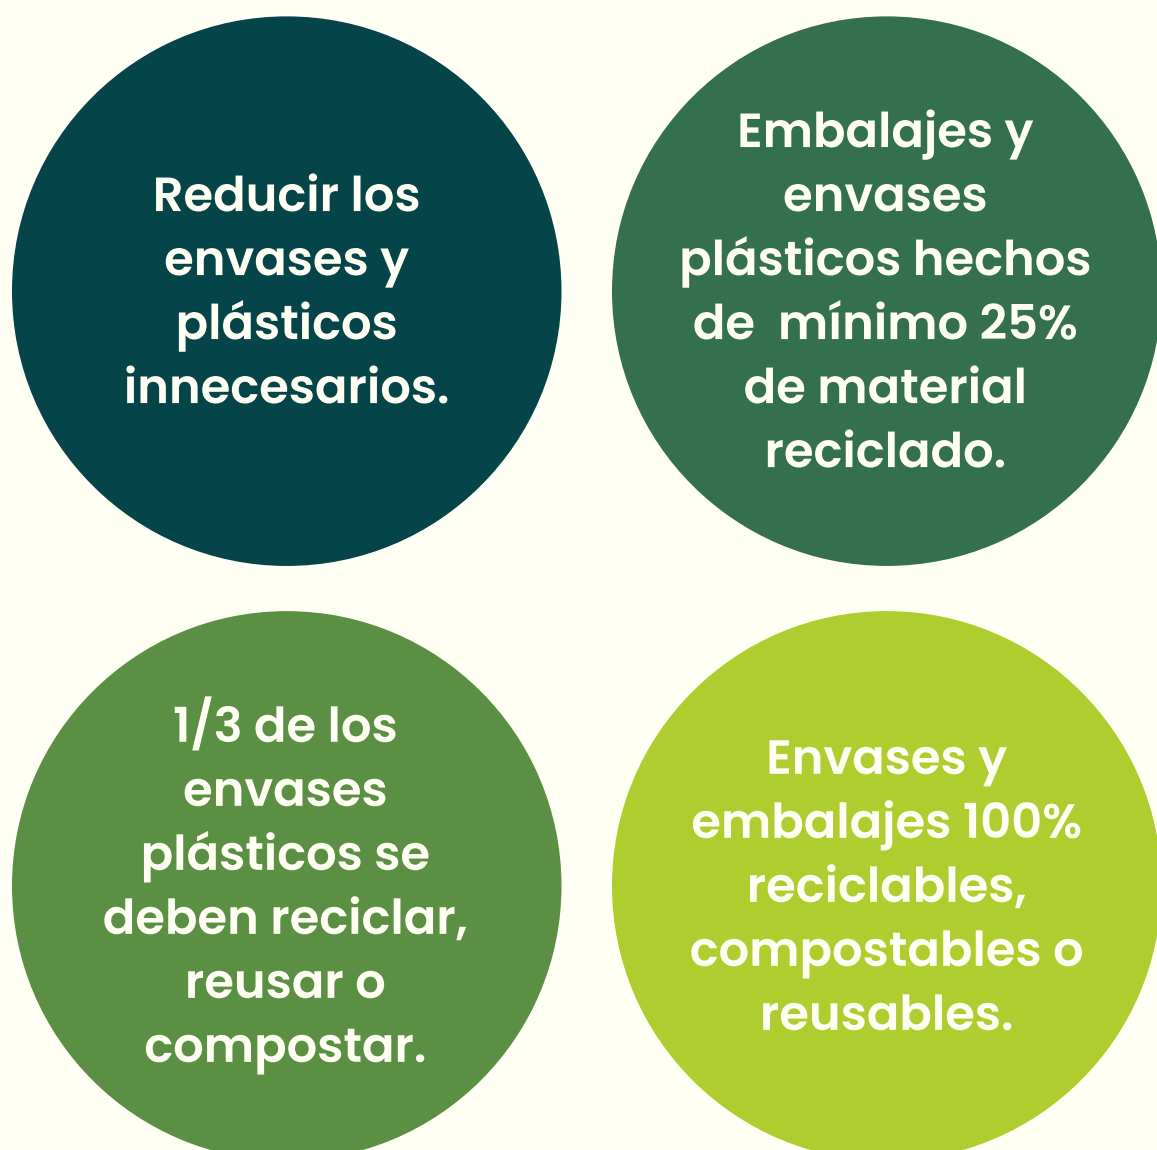 Reducir los
envases y
plásticos
innecesarios.
Embalajes y
envases
plásticos hechos
de  mínimo 25%
de material
reciclado.
1/3 de los
envases
plásticos se
deben reciclar,
reusar o
compostar.
Envases y
embalajes 100%
reciclables,
compostables o
reusables.